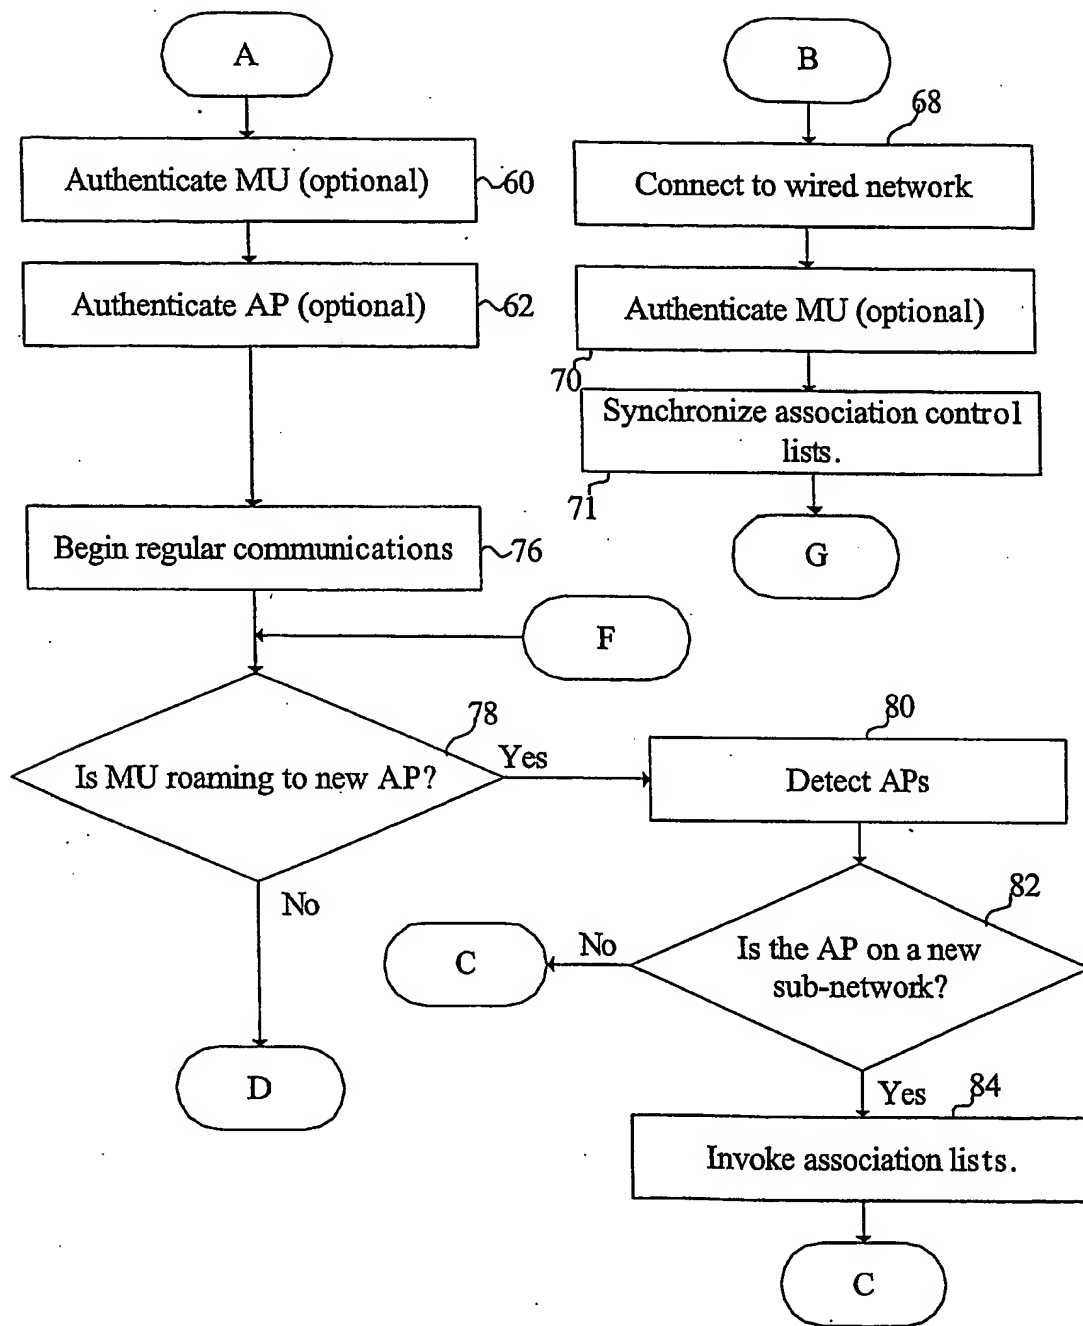 A
B
68
Authenticate MU (optional)
60
Connect to wired network
Authenticate AP (optional)
62
Authenticate MU (optional)
70
Synchronize association control
lists.
71
Begin regular communications
76
G
F
78
80
Is MU roaming to new AP?
Yes
Detect APs
No
82
C
No
Is the AP on a new
sub-network?
D
Yes
84
Invoke association lists.
C